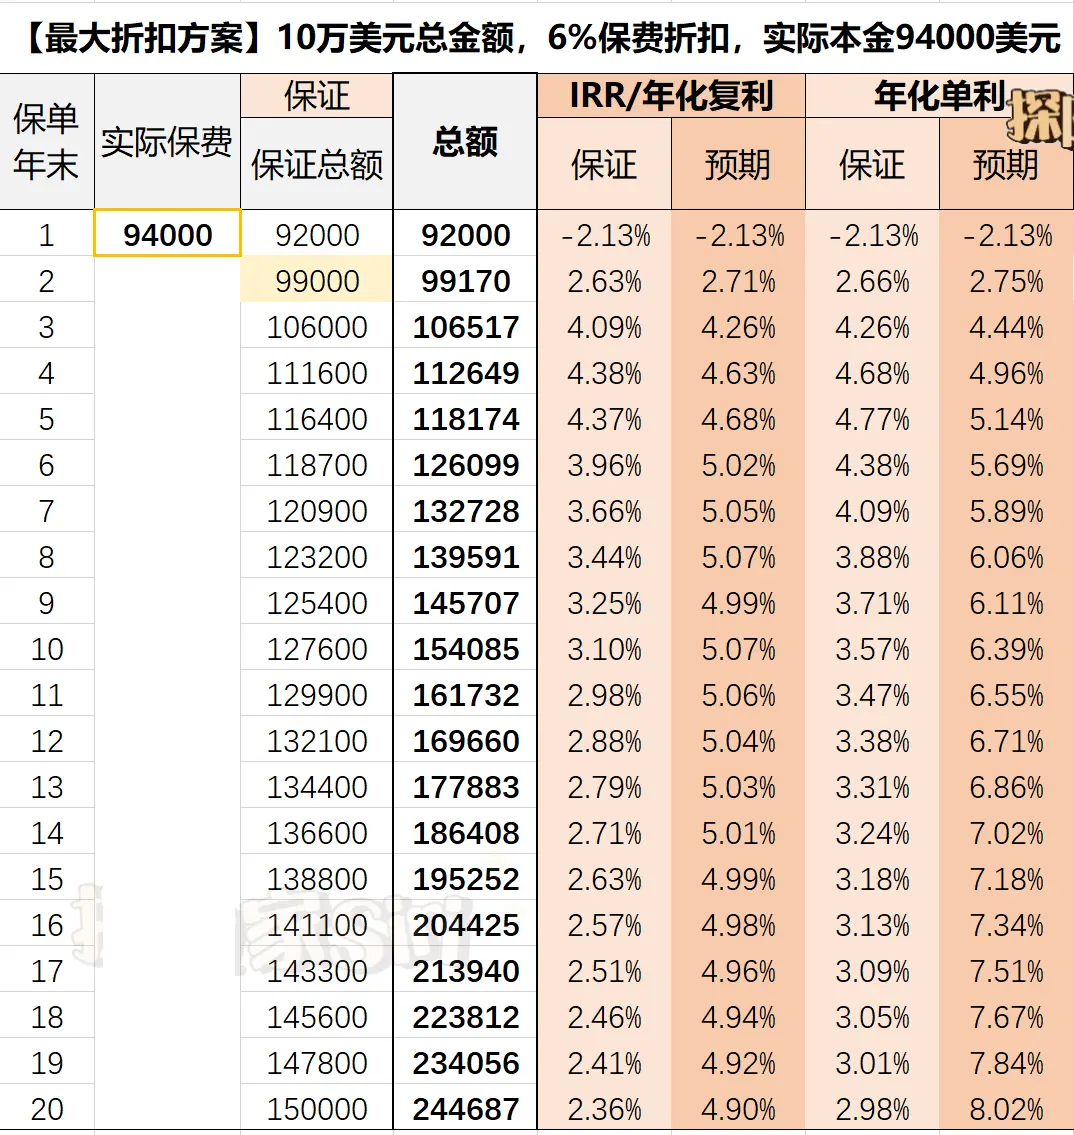 【最大折扣方案】10万美元总金额，6%保费折扣，实际本金94000美元
保单年末 实际保费 保证 总额 IRR/年化复利 年化单利
保证总额 保证 预期 保证 预期
1 94000 92000 92000 -2.13% -2.13% -2.13% -2.13%
2 99000 99170 2.63% 2.71% 2.66% 2.75%
3 106000 106517 4.09% 4.26% 4.26% 4.44%
4 111600 112649 4.38% 4.63% 4.68% 4.96%
5 116400 118174 4.37% 4.68% 4.77% 5.14%
6 118700 126099 3.96% 5.02% 4.38% 5.69%
7 120900 132728 3.66% 5.05% 4.09% 5.89%
8 123200 139591 3.44% 5.07% 3.88% 6.06%
9 125400 145707 3.25% 4.99% 3.71% 6.11%
10 127600 154085 3.10% 5.07% 3.57% 6.39%
11 129900 161732 2.98% 5.06% 3.47% 6.55%
12 132100 169660 2.88% 5.04% 3.38% 6.71%
13 134400 177883 2.79% 5.03% 3.31% 6.86%
14 136600 186408 2.71% 5.01% 3.24% 7.02%
15 138800 195252 2.63% 4.99% 3.18% 7.18%
16 141100 204425 2.57% 4.98% 3.13% 7.34%
17 143300 213940 2.51% 4.96% 3.09% 7.51%
18 145600 223812 2.46% 4.94% 3.05% 7.67%
19 147800 234056 2.41% 4.92% 3.01% 7.84%
20 150000 244687 2.36% 4.90% 2.98% 8.02%
探
家Siri